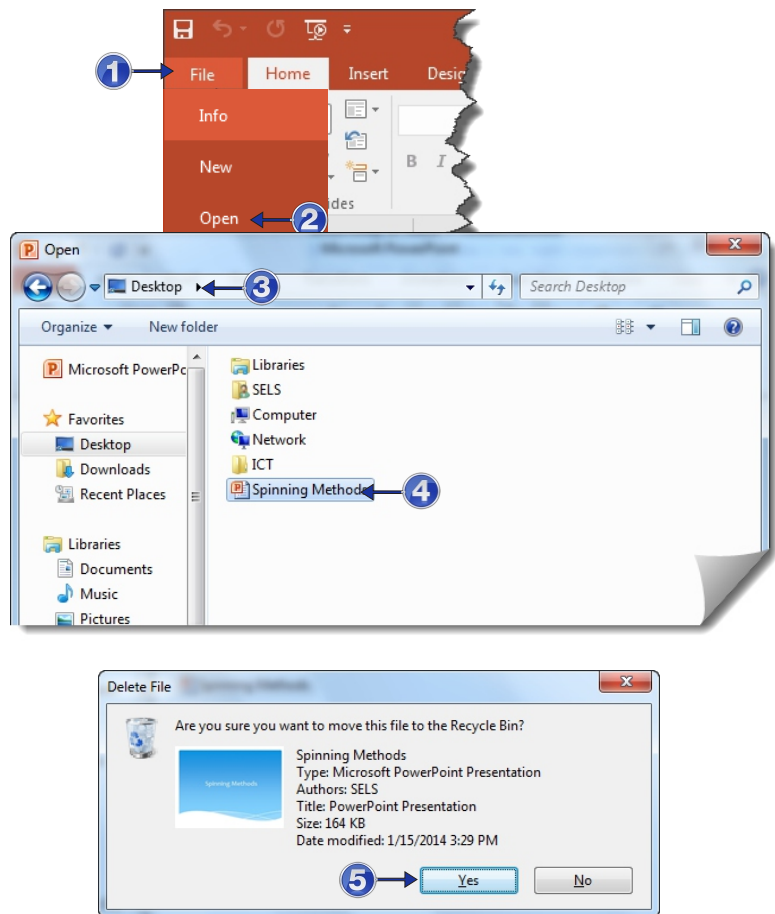 1
File Home Insert Desig
Info
New
Open 2
ides
B I
Open
Desktop 3
Search Desktop
Organize New folder
Microsoft PowerPo
Favorites
Desktop
Downloads
Recent Places
Libraries
Documents
Music
Pictures
Libraries
SELS
Computer
Network
ICT
Spinning Methods 4
Delete File
Are you sure you want to move this file to the Recycle Bin?
Spinning Methods
Spinning Methods
Type: Microsoft PowerPoint Presentation
Authors: SELS
Title: PowerPoint Presentation
Size: 164 KB
Date modified: 1/15/2014 3:29 PM
5 Yes No